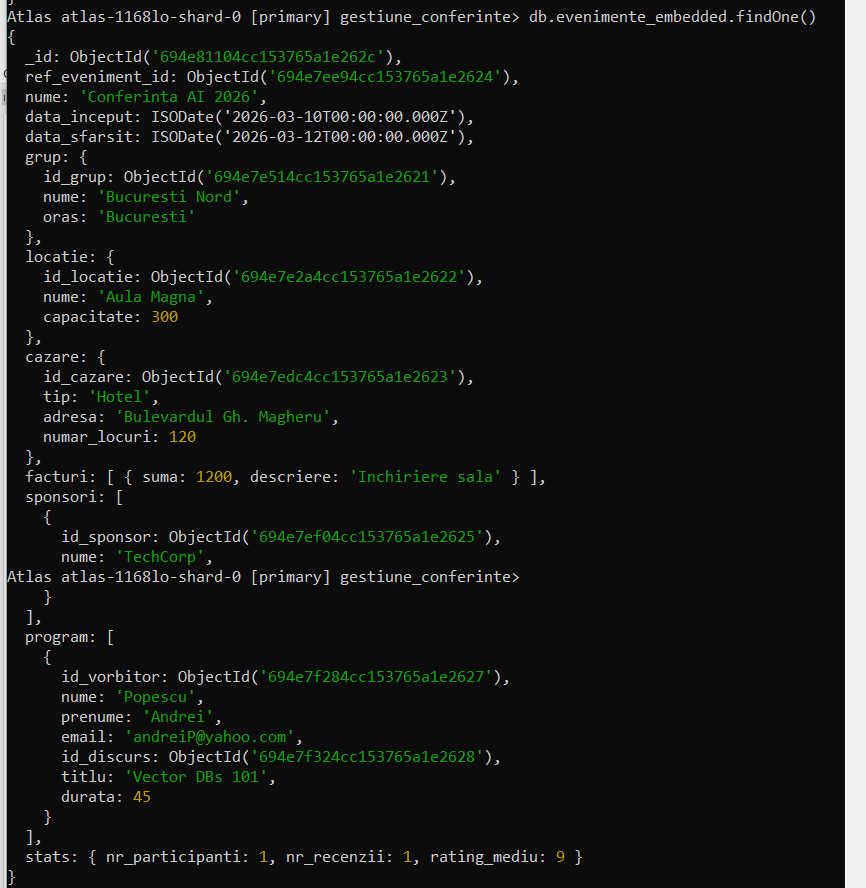 Atlas atlas-1168lo-shard-0 [primary] gestiune_conferinte> db.evenimente_embedded.findOne()
{
  _id: ObjectId('694e81104cc153765a1e262c'),
  ref_eveniment_id: ObjectId('694e7ee94cc153765a1e2624'),
  nume: 'Conferinta AI 2026',
  data_inceput: ISODate('2026-03-10T00:00:00.000Z'),
  data_sfarsit: ISODate('2026-03-12T00:00:00.000Z'),
  grup: {
    id_grup: ObjectId('694e7e514cc153765a1e2621'),
    nume: 'Bucuresti Nord',
    oras: 'Bucuresti'
  },
  locatie: {
    id_locatie: ObjectId('694e7e2a4cc153765a1e2622'),
    nume: 'Aula Magna',
    capacitate: 300
  },
  cazare: {
    id_cazare: ObjectId('694e7edc4cc153765a1e2623'),
    tip: 'Hotel',
    adresa: 'Bulevardul Gh. Magheru',
    numar_locuri: 120
  },
  facturi: [ { suma: 1200, descriere: 'Inchiriere sala' } ],
  sponsori: [
    {
      id_sponsor: ObjectId('694e7ef04cc153765a1e2625'),
      nume: 'TechCorp',
Atlas atlas-1168lo-shard-0 [primary] gestiune_conferinte>
    }
  ],
  program: [
    {
      id_vorbitor: ObjectId('694e7f284cc153765a1e2627'),
      nume: 'Popescu',
      prenume: 'Andrei',
      email: 'andreiP@yahoo.com',
      id_discurs: ObjectId('694e7f324cc153765a1e2628'),
      titlu: 'Vector DBs 101',
      durata: 45
    }
  ],
  stats: { nr_participanti: 1, nr_recenzii: 1, rating_mediu: 9 }
}